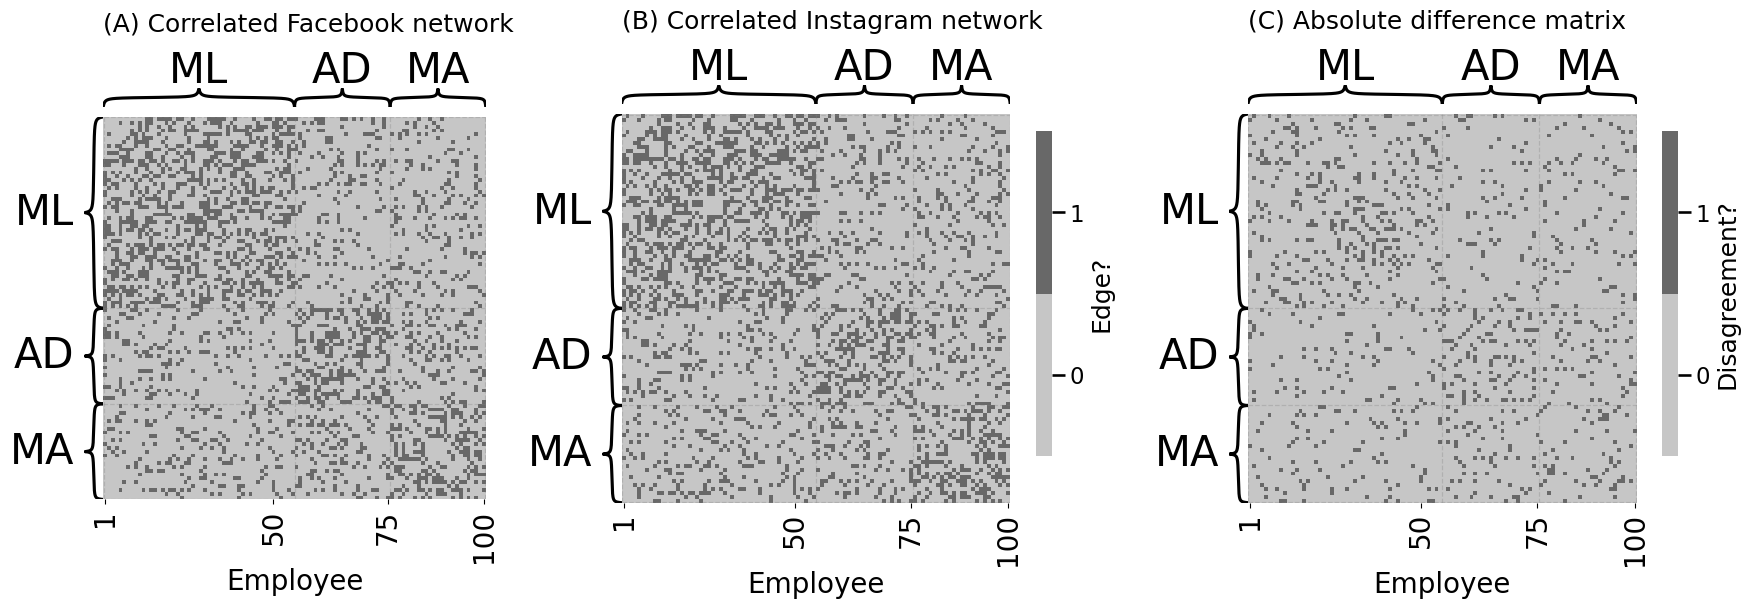 (A) Correlated Facebook network
ML AD MA
ML
AD
MA
1 50 75 100
Employee
(B) Correlated Instagram network
ML AD MA
ML
AD
MA
1 50 75 100
Employee
1
0
Edge?
(C) Absolute difference matrix
ML AD MA
ML
AD
MA
1 50 75 100
Employee
1
0
Disagreement?